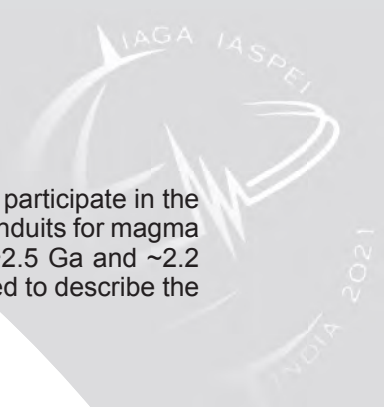 IAGA IASPEI
participate in the
nduits for magma
2.5 Ga and ~2.2
ed to describe the
INDIA 2021